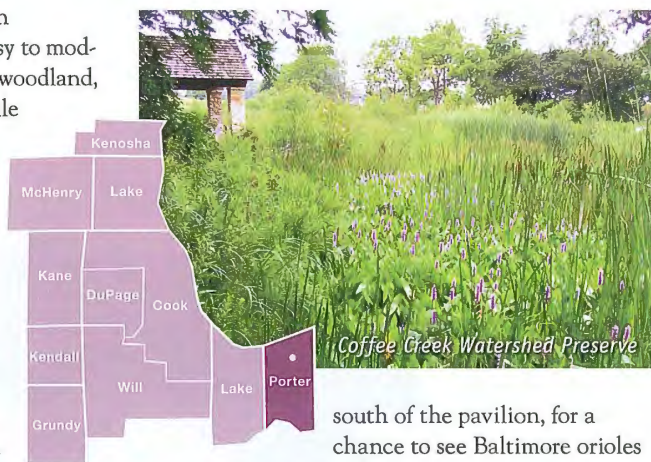 sy to mod-
woodland,
Kenosha
McHenry
Lake
Kane
DuPage
Cook
Kendall
Will
Lake
Porter
Grundy
Coffee Creek Watershed Preserve
south of the pavilion, for a
chance to see Baltimore orioles